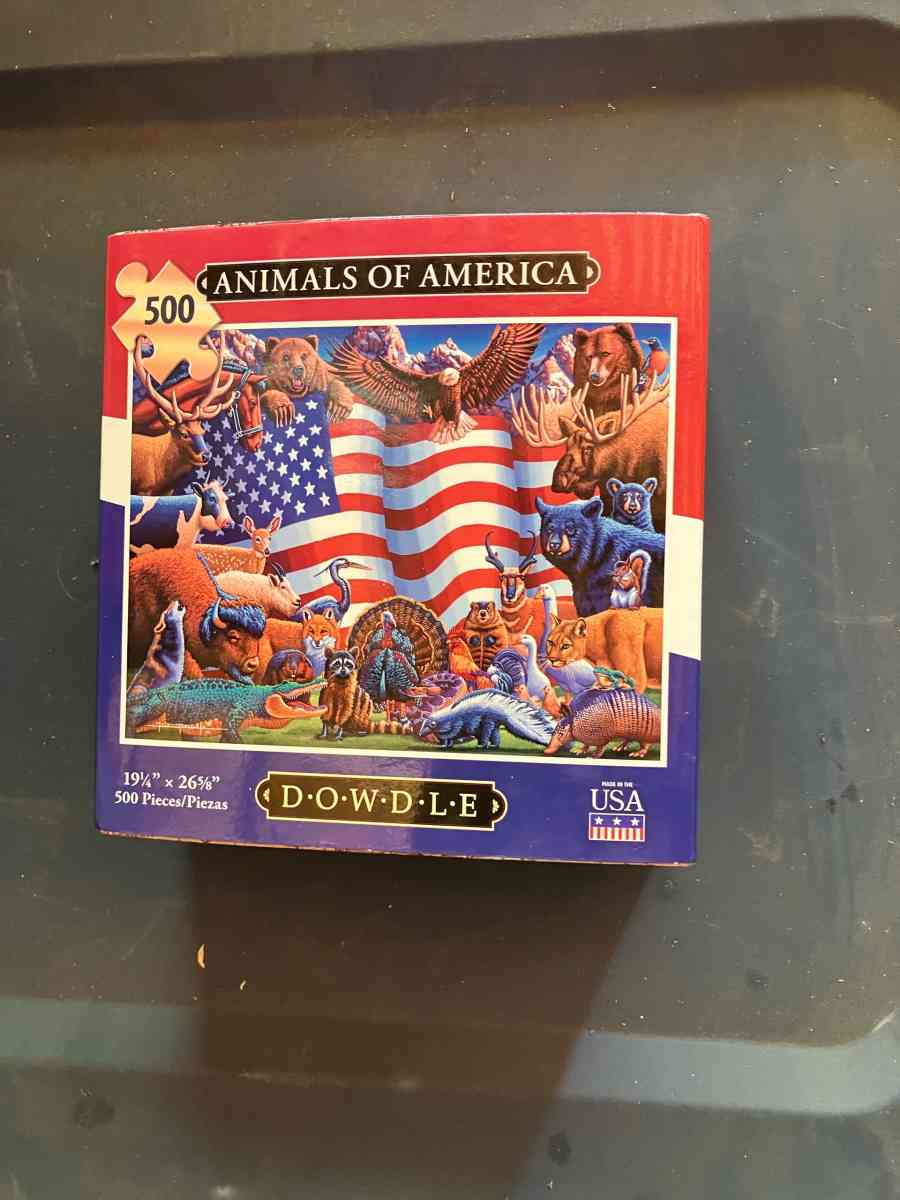 ANIMALS OF AMERICA
500
19¼” x 26⅝”
500 Pieces/Piezas
D·O·W·D·L·E
MADE IN THE
USA